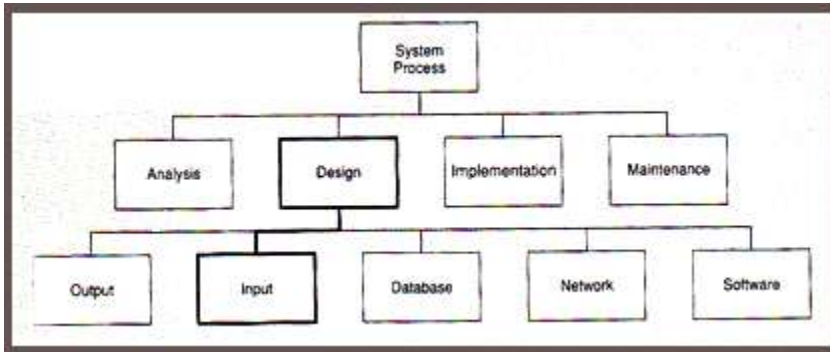 System
Process
Analysis
Design
Implementation
Maintenance
Output
Input
Database
Network
Software